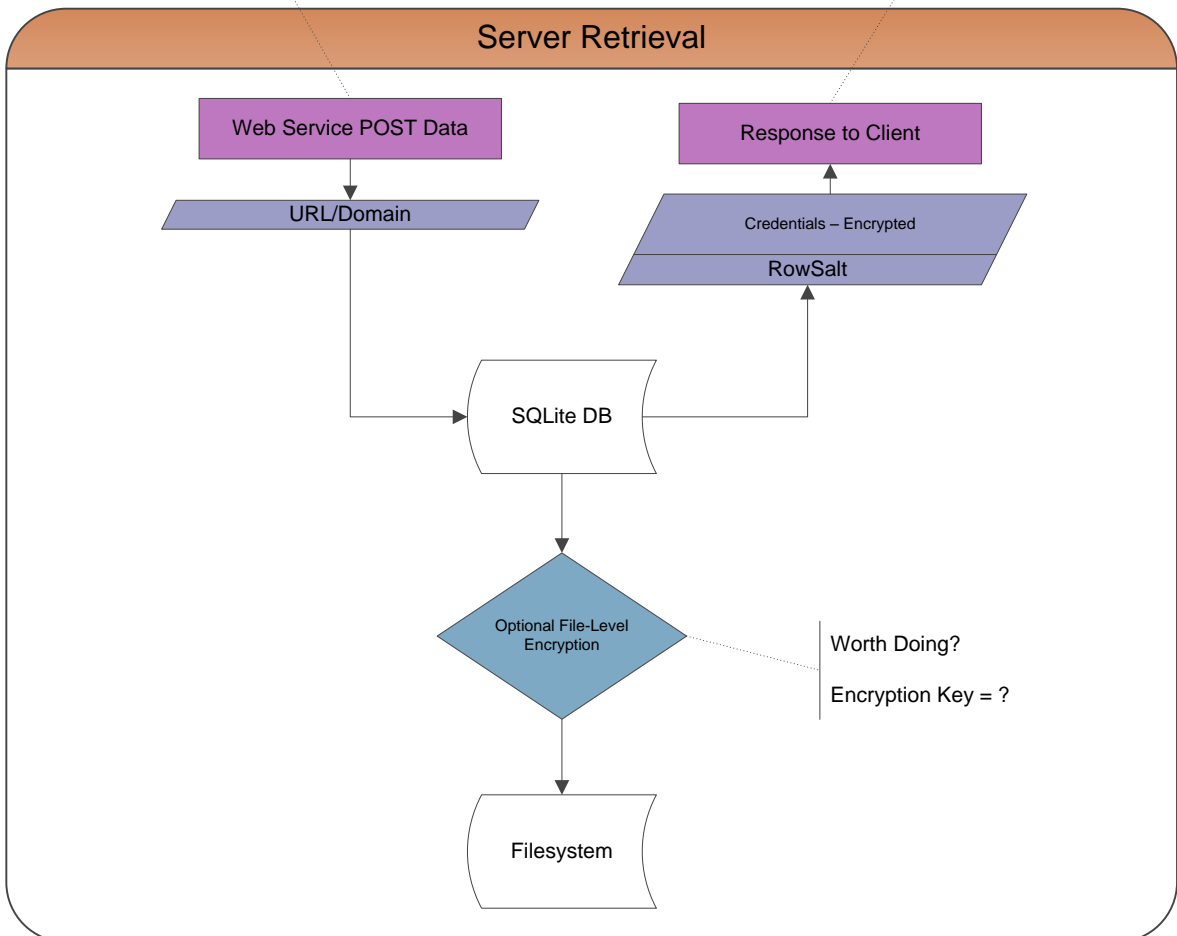 Server Retrieval
Web Service POST Data
Response to Client
URL/Domain
Credentials – Encrypted
RowSalt
SQLite DB
Optional File-Level
Encryption
Worth Doing?
Encryption Key = ?
Filesystem